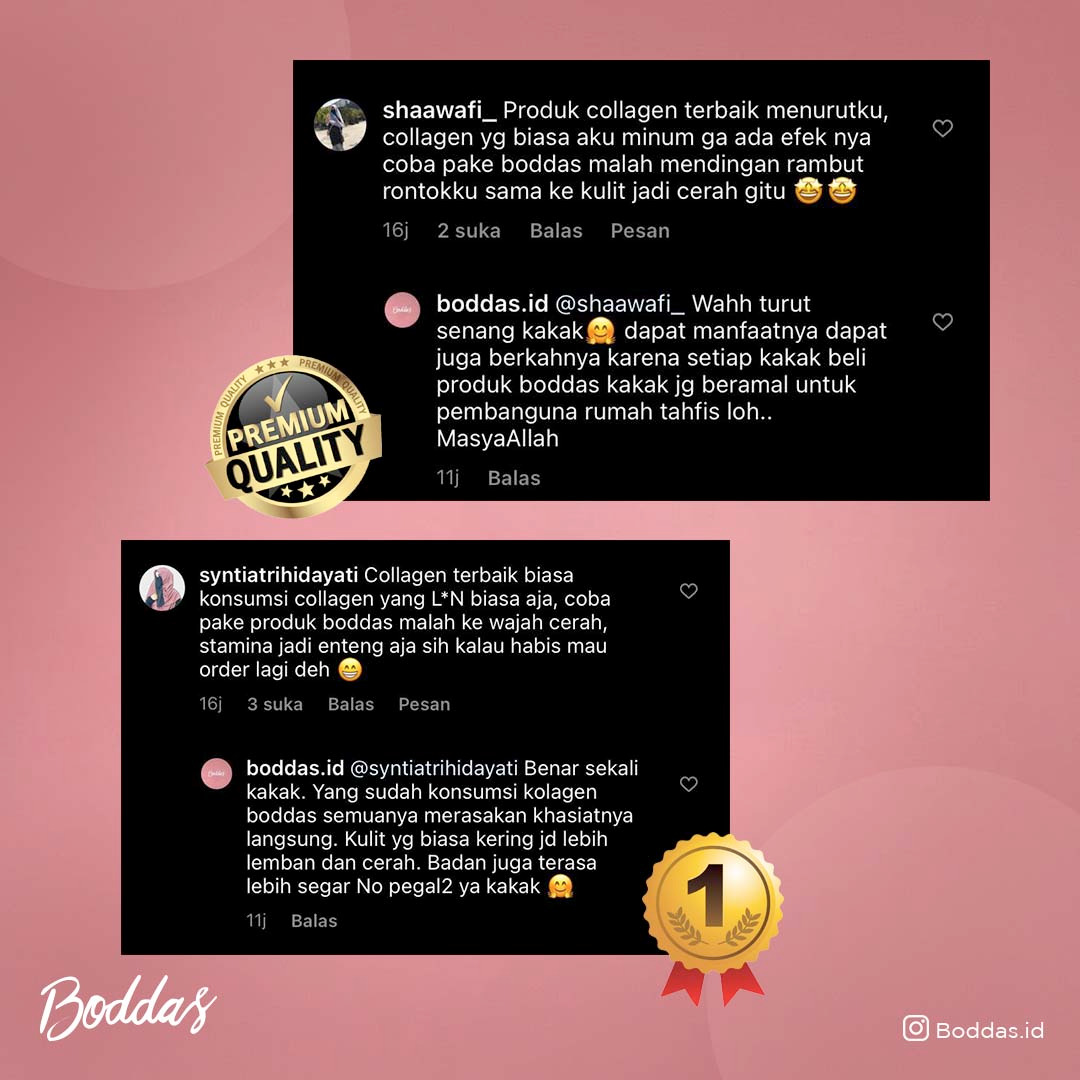 shaawafi_ Produk collagen terbaik menurutku,
collagen yg biasa aku minum ga ada efek nya
coba pake boddas malah mendingan rambut
rontokku sama ke kulit jadi cerah gitu 🤩🤩
16j 2 suka Balas Pesan
boddas.id @shaawafi_ Wahh turut
senang kakak🤗 dapat manfaatnya dapat
juga berkahnya karena setiap kakak beli
produk boddas kakak jg beramal untuk
pembanguna rumah tahfis loh..
MasyaAllah
11j Balas
PREMIUM QUALITY
PREMIUM QUALITY
PREMIUM
QUALITY
syntiatrihidayati Collagen terbaik biasa
konsumsi collagen yang L*N biasa aja, coba
pake produk boddas malah ke wajah cerah,
stamina jadi enteng aja sih kalau habis mau
order lagi deh 😁
16j 3 suka Balas Pesan
boddas.id @syntiatrihidayati Benar sekali
kakak. Yang sudah konsumsi kolagen
boddas semuanya merasakan khasiatnya
langsung. Kulit yg biasa kering jd lebih
lemban dan cerah. Badan juga terasa
lebih segar No pegal2 ya kakak 🤗
11j Balas
1
Boddas
Boddas.id